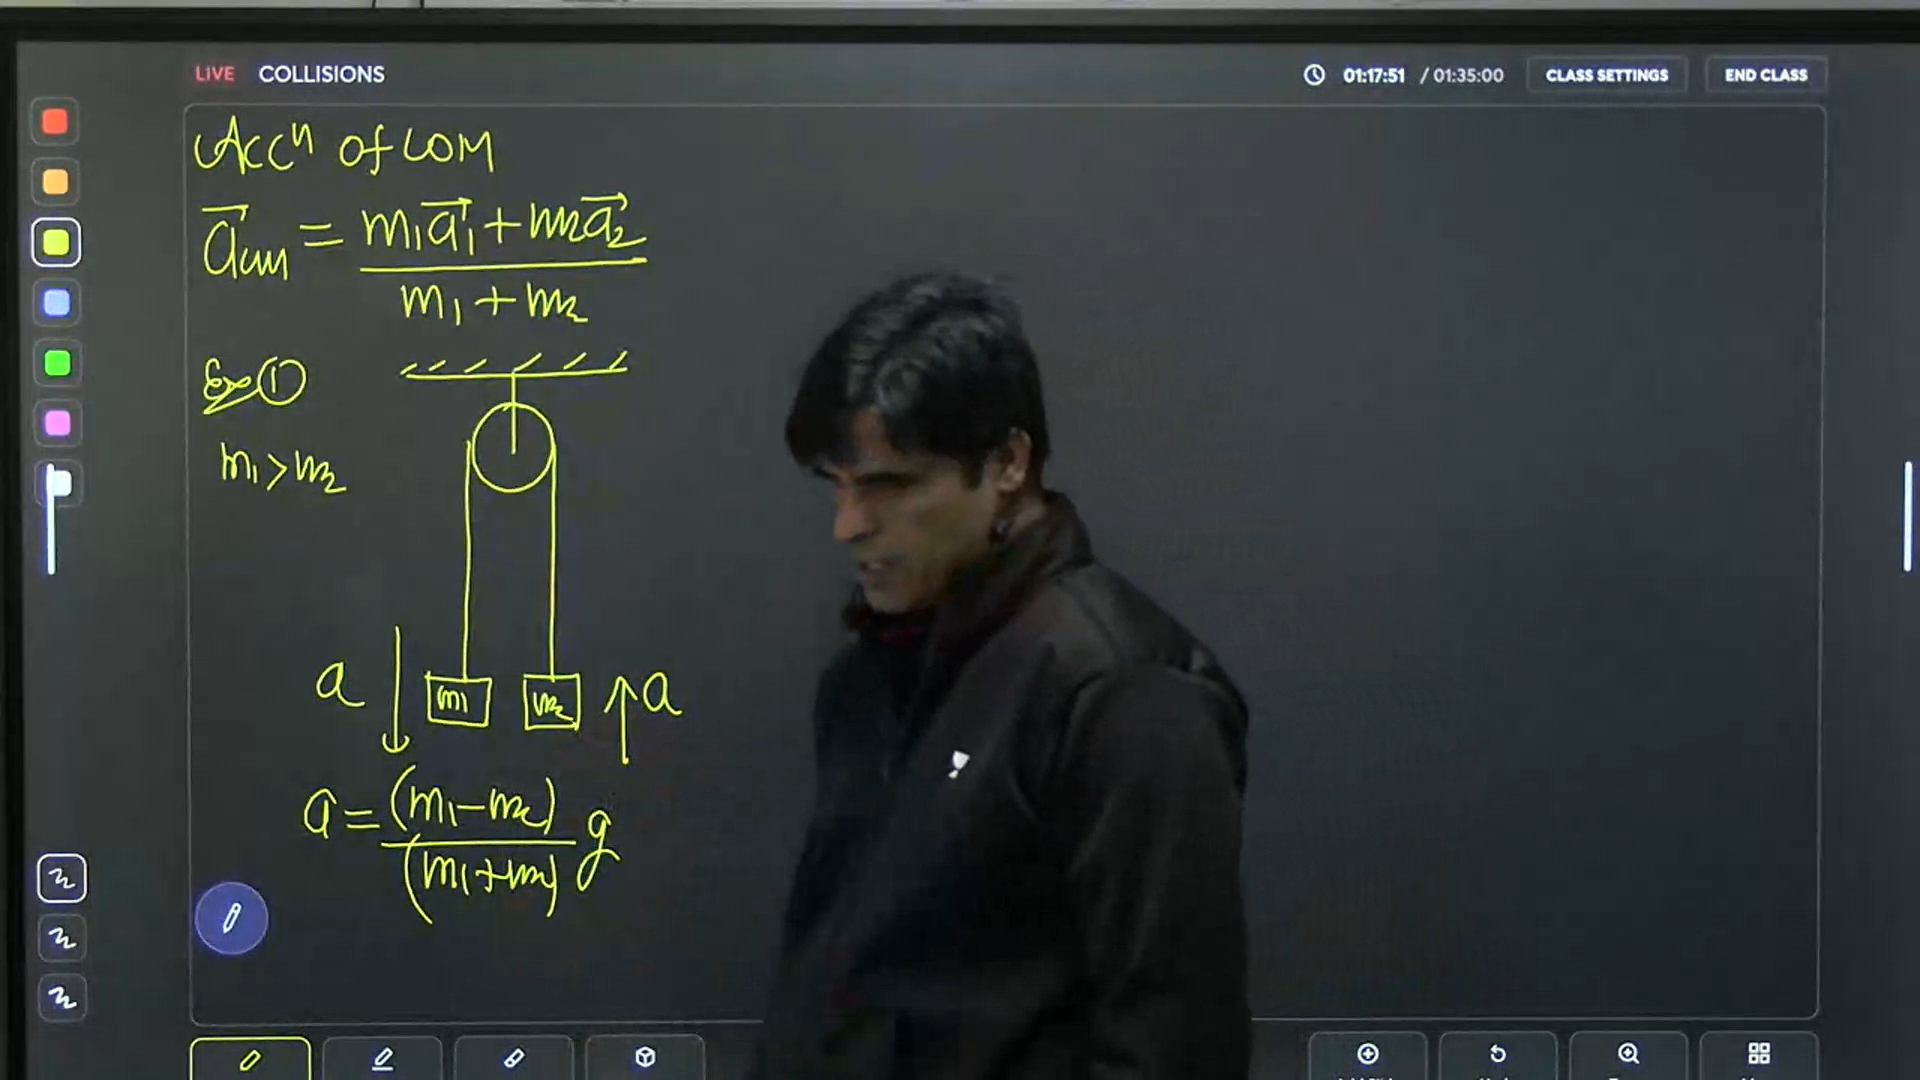 LIVE COLLISIONS 01:17:51 / 01:35:00 CLASS SETTINGS END CLASS
Accⁿ of COM
a⃗cm = m₁a⃗₁ + m₂a⃗₂
m₁ + m₂
Ex ①
m₁ > m₂
a m₁ m₂ a
a = (m₁ - m₂) g
(m₁ + m₂)